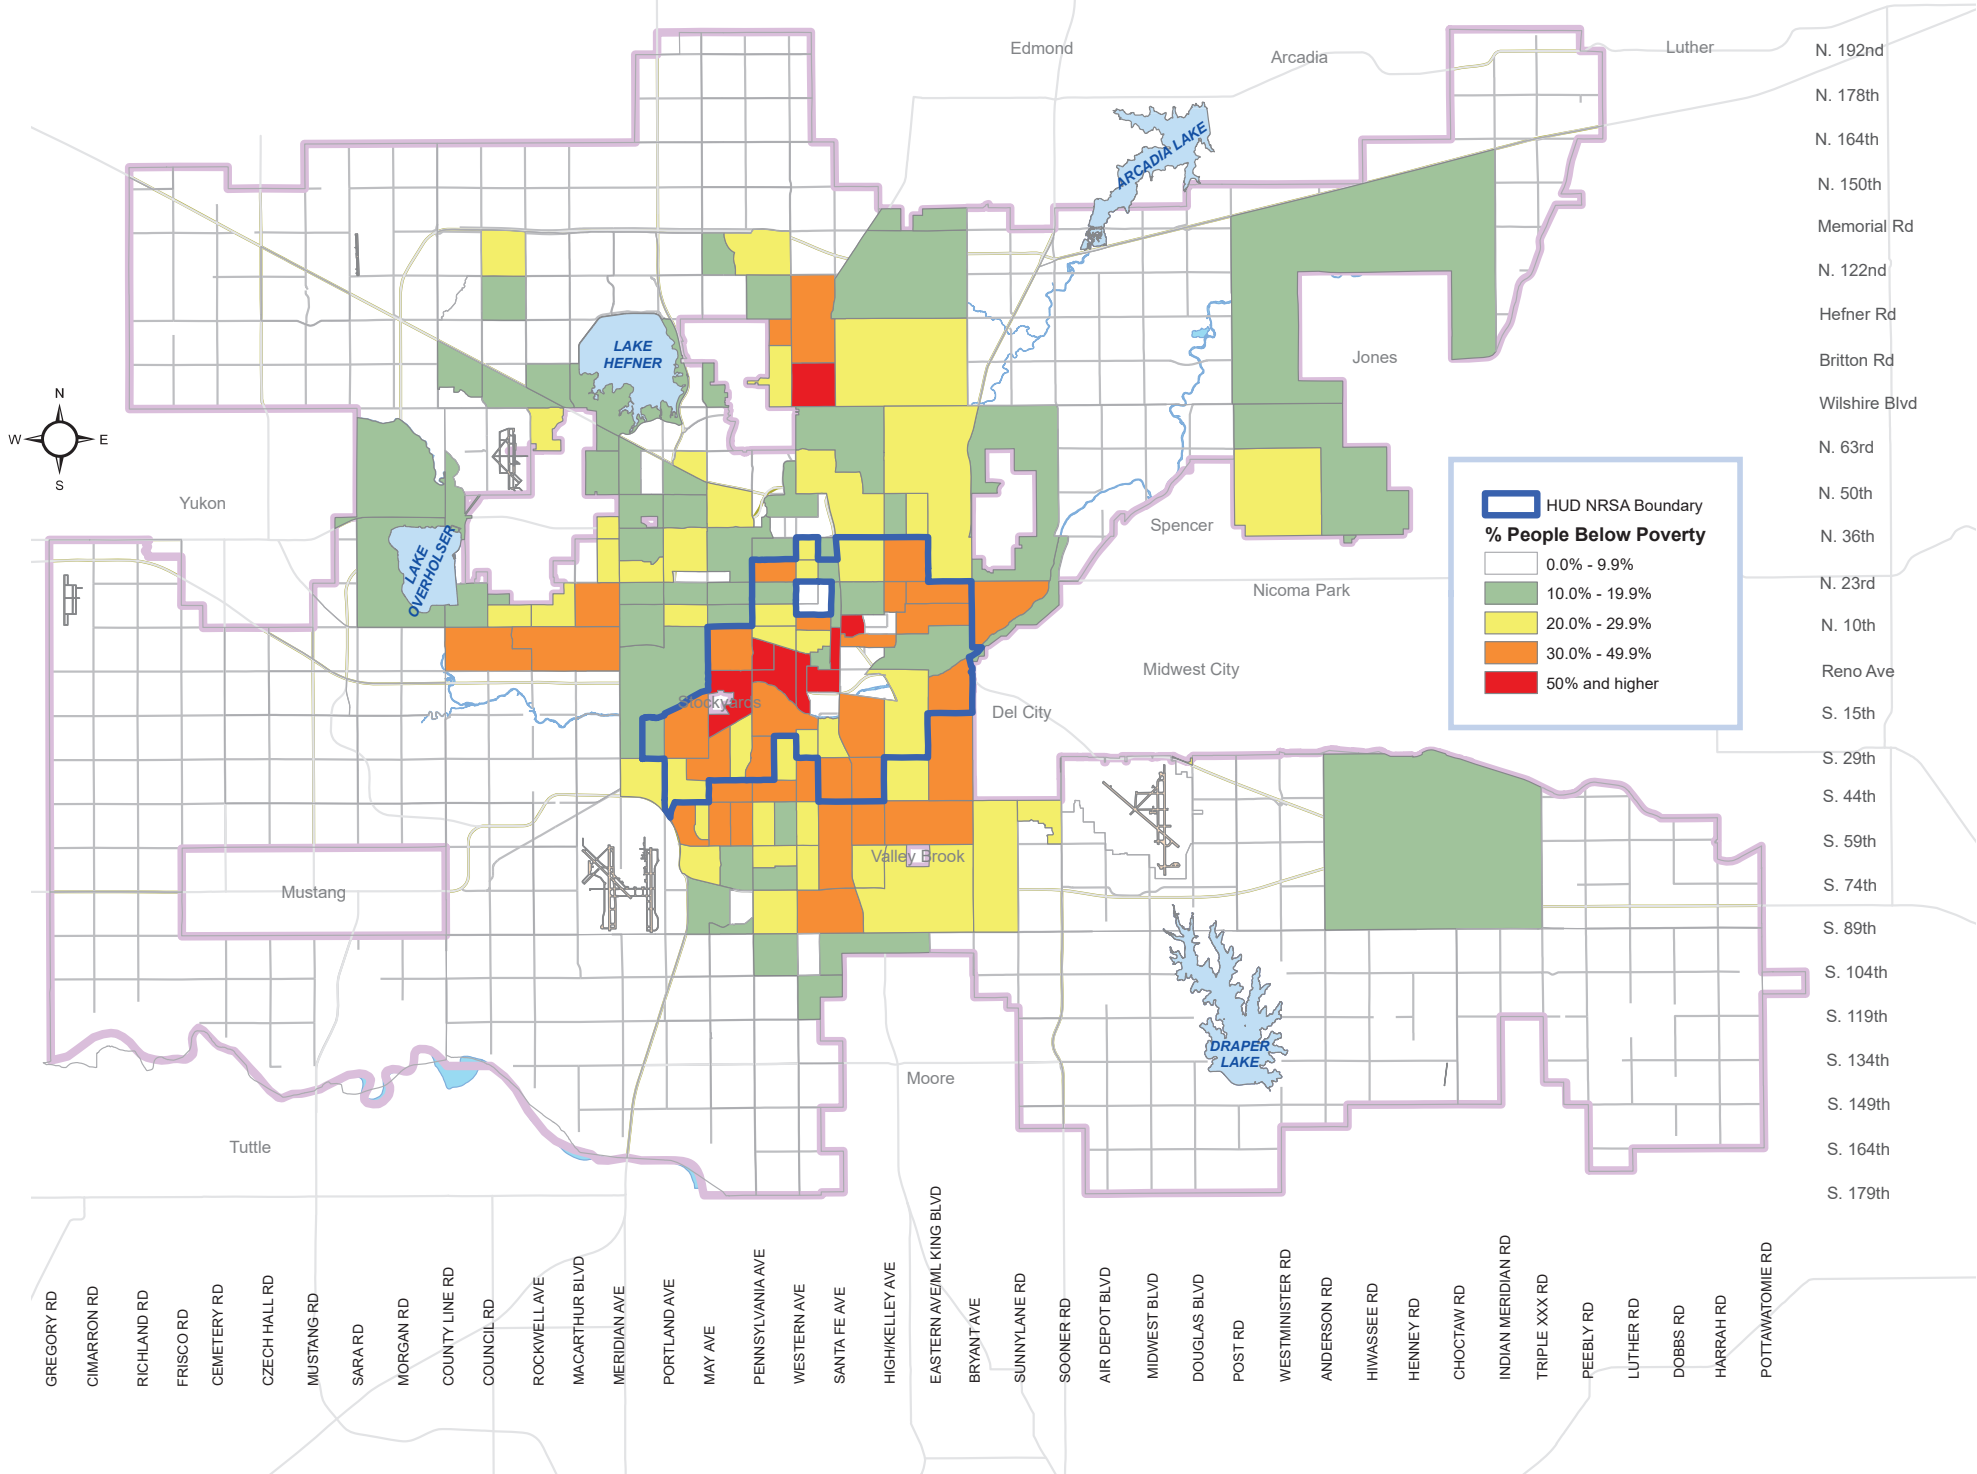 Edmond
Arcadia
Luther
ARCADIA LAKE
LAKE
HEFNER
Jones
Yukon
LAKE
OVERHOLSER
Spencer
Nicoma Park
Midwest City
Stockyards
Del City
Valley Brook
Mustang
DRAPER
LAKE
Moore
Tuttle
N
W
E
S
HUD NRSA Boundary
% People Below Poverty
0.0% - 9.9%
10.0% - 19.9%
20.0% - 29.9%
30.0% - 49.9%
50% and higher
N. 192nd
N. 178th
N. 164th
N. 150th
Memorial Rd
N. 122nd
Hefner Rd
Britton Rd
Wilshire Blvd
N. 63rd
N. 50th
N. 36th
N. 23rd
N. 10th
Reno Ave
S. 15th
S. 29th
S. 44th
S. 59th
S. 74th
S. 89th
S. 104th
S. 119th
S. 134th
S. 149th
S. 164th
S. 179th
GREGORY RD
CIMARRON RD
RICHLAND RD
FRISCO RD
CEMETERY RD
CZECH HALL RD
MUSTANG RD
SARA RD
MORGAN RD
COUNTY LINE RD
COUNCIL RD
ROCKWELL AVE
MACARTHUR BLVD
MERIDIAN AVE
PORTLAND AVE
MAY AVE
PENNSYLVANIA AVE
WESTERN AVE
SANTA FE AVE
HIGH/KELLEY AVE
EASTERN AVE/ML KING BLVD
BRYANT AVE
SUNNYLANE RD
SOONER RD
AIR DEPOT BLVD
MIDWEST BLVD
DOUGLAS BLVD
POST RD
WESTMINISTER RD
ANDERSON RD
HIWASSEE RD
HENNEY RD
CHOCTAW RD
INDIAN MERIDIAN RD
TRIPLE XXX RD
PEEBLY RD
LUTHER RD
DOBBS RD
HARRAH RD
POTTAWATOMIE RD